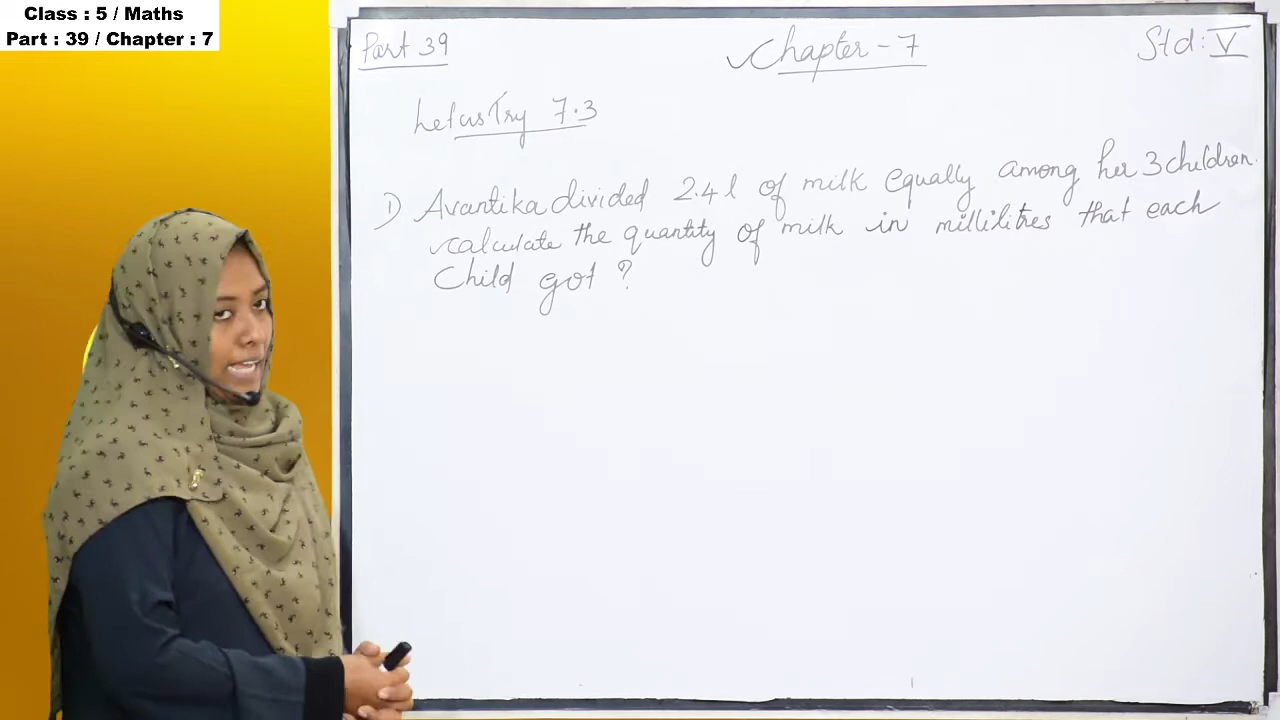 Class : 5 / Maths
Part : 39 / Chapter : 7
Part 39
Chapter - 7
Std : V
Let us Try 7.3
1) Avantika divided 2.4 l of milk equally among her 3 children.
calculate the quantity of milk in millilitres that each
Child got ?